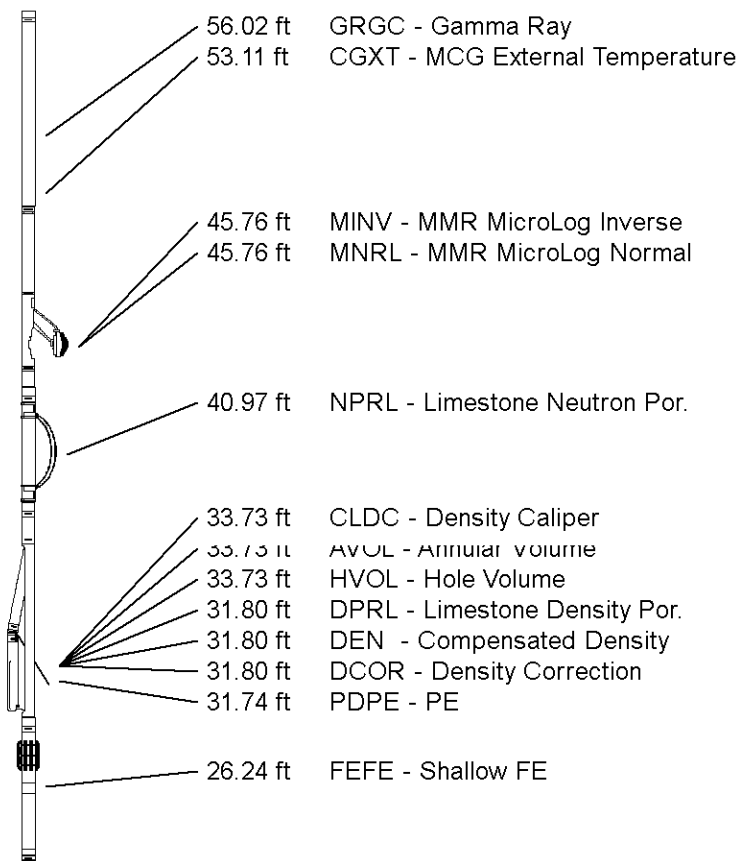 56.02 ft GRGC - Gamma Ray
53.11 ft CGXT - MCG External Temperature
45.76 ft MINV - MMR MicroLog Inverse
45.76 ft MNRL - MMR MicroLog Normal
40.97 ft NPRL - Limestone Neutron Por.
33.73 ft CLDC - Density Caliper
33.73 ft AVOL - Annular Volume
33.73 ft HVOL - Hole Volume
31.80 ft DPRL - Limestone Density Por.
31.80 ft DEN - Compensated Density
31.80 ft DCOR - Density Correction
31.74 ft PDPE - PE
26.24 ft FEFE - Shallow FE